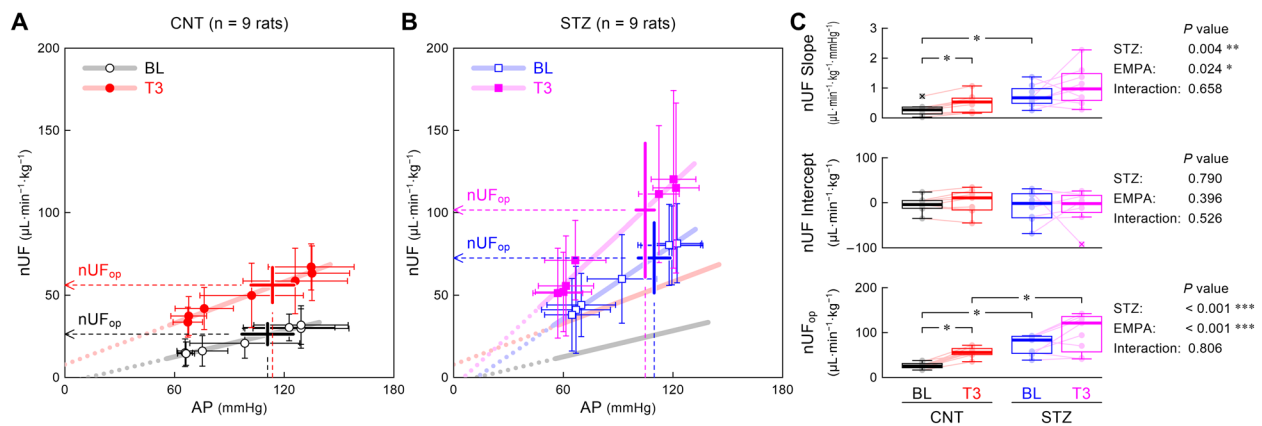 A
CNT (n = 9 rats)
200
150
100
50
0
0
60
120
180
nUF (μL·min⁻¹·kg⁻¹)
AP (mmHg)
BL
T3
nUFop
nUFop
B
STZ (n = 9 rats)
200
150
100
50
0
0
60
120
180
nUF (μL·min⁻¹·kg⁻¹)
AP (mmHg)
BL
T3
nUFop
nUFop
C
nUF Slope
(μL·min⁻¹·kg⁻¹·mmHg⁻¹)
3
2
1
0
*
*
P value
STZ: 0.004 **
EMPA: 0.024 *
Interaction: 0.658
nUF Intercept
(μL·min⁻¹·kg⁻¹)
100
0
−100
P value
STZ: 0.790
EMPA: 0.396
Interaction: 0.526
nUFop
(μL·min⁻¹·kg⁻¹)
200
100
0
*
*
*
P value
STZ: < 0.001 ***
EMPA: < 0.001 ***
Interaction: 0.806
BL T3 BL T3
CNT STZ